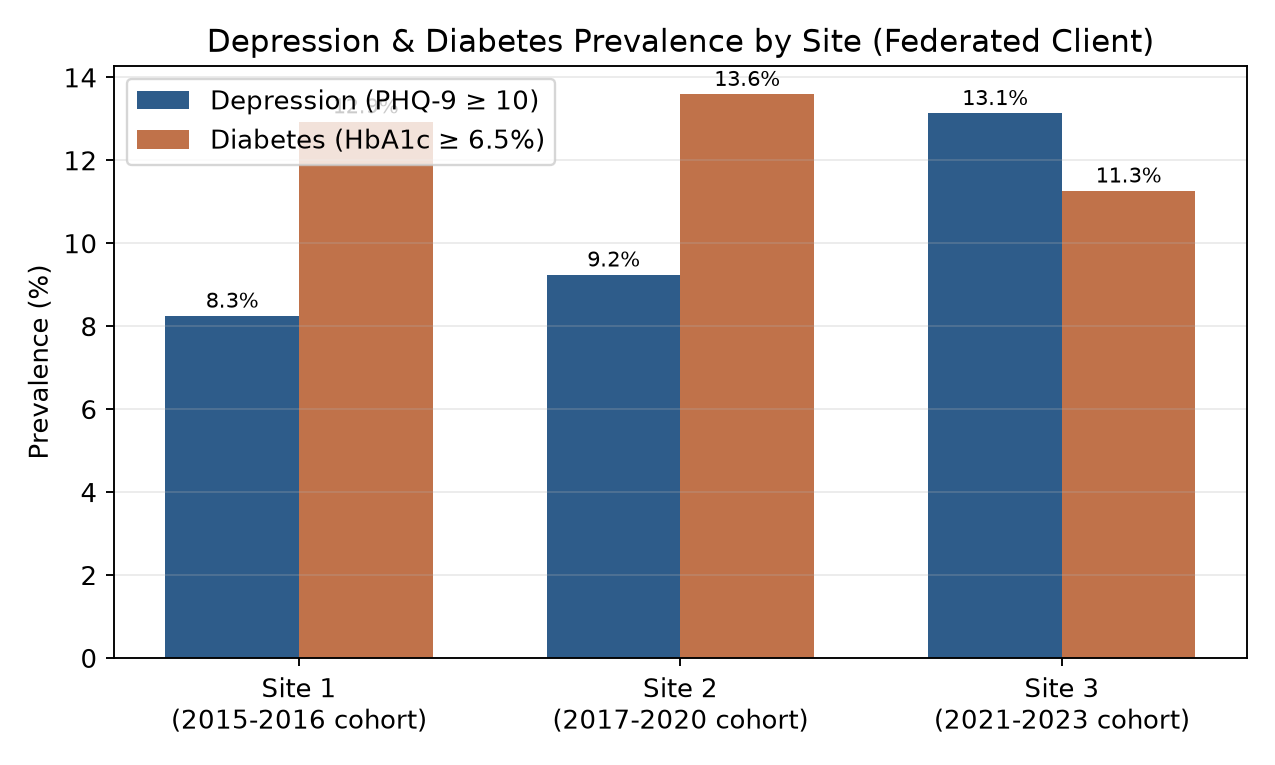 Depression & Diabetes Prevalence by Site (Federated Client)
Prevalence (%)
14
12
10
8
6
4
2
0
Depression (PHQ-9 ≥ 10)
Diabetes (HbA1c ≥ 6.5%)
8.3%
12.9%
9.2%
13.6%
13.1%
11.3%
Site 1
(2015-2016 cohort)
Site 2
(2017-2020 cohort)
Site 3
(2021-2023 cohort)